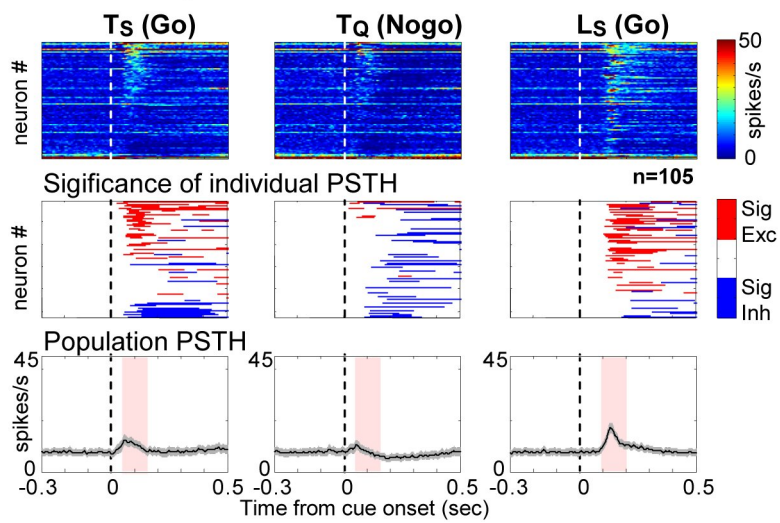 TS (Go) TQ (Nogo) LS (Go)
neuron #
50
spikes/s
0
n=105
Sigificance of individual PSTH
neuron #
Sig
Exc
Sig
Inh
Population PSTH
45 45 45
spikes/s
0 0 0
-0.3 0 0.5 -0.3 0 0.5 -0.3 0 0.5
Time from cue onset (sec)